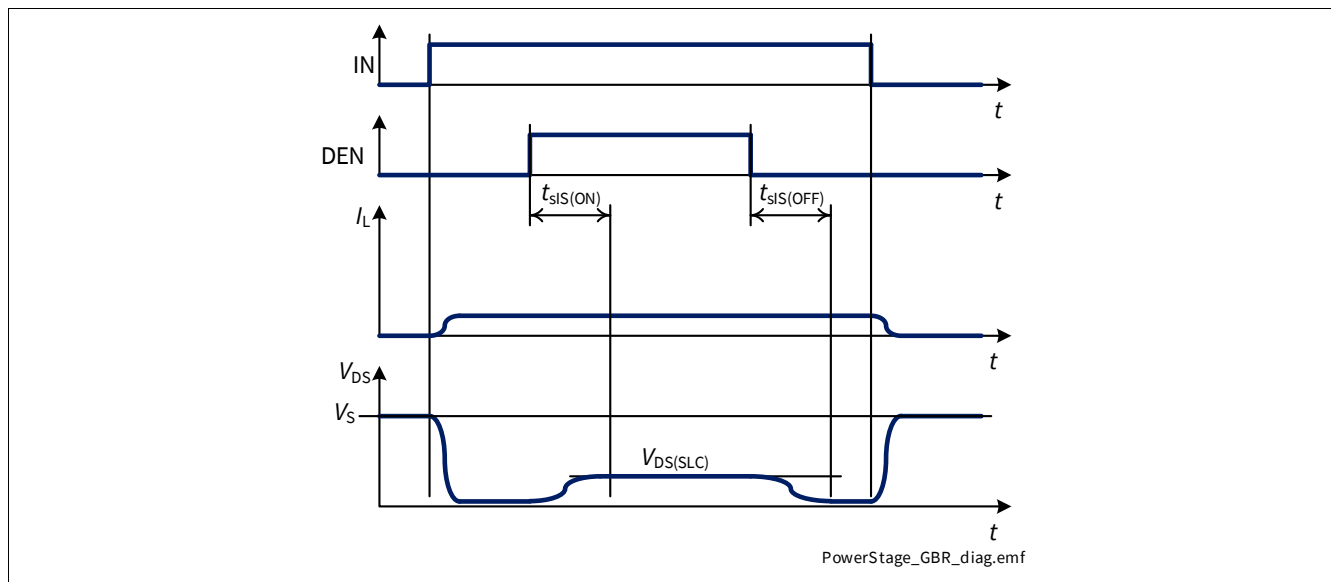 IN
t
DEN
t
tsIS(ON)
tsIS(OFF)
IL
t
VDS
VS
VDS(SLC)
t
PowerStage_GBR_diag.emf